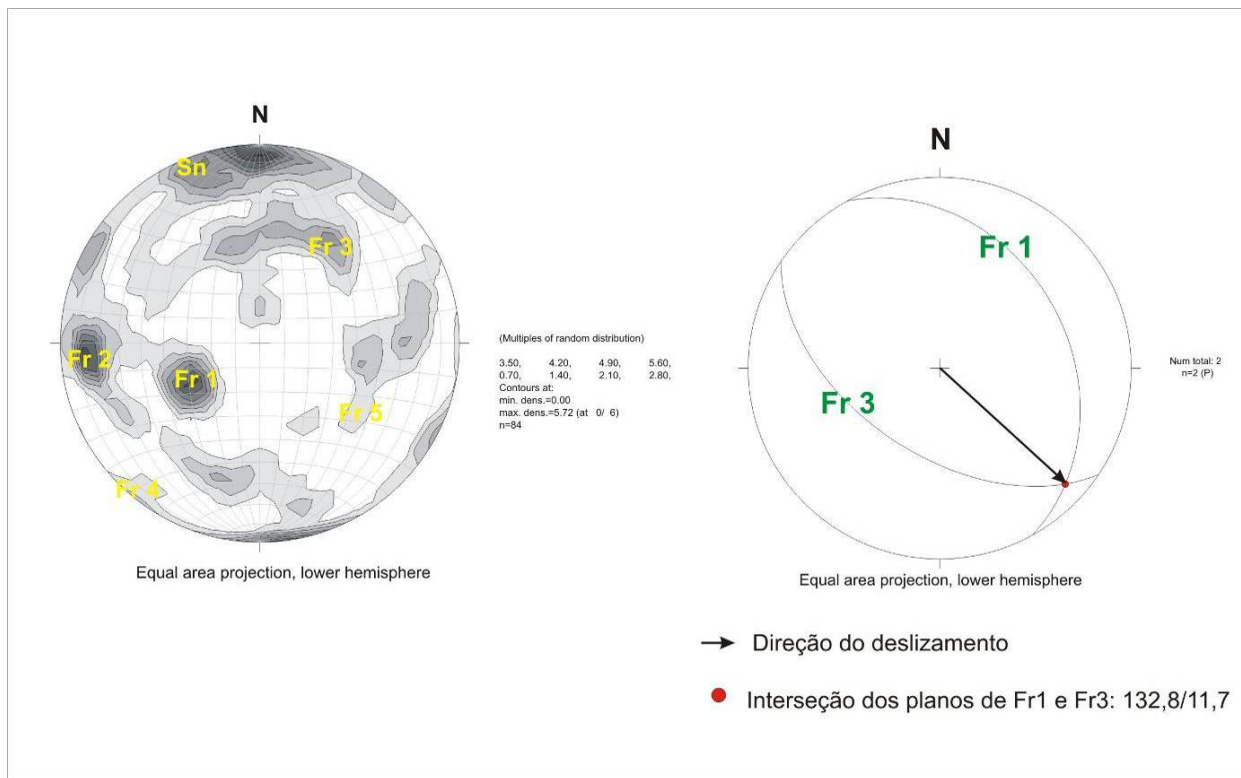 N
Sn
Fr 3
Fr 2
Fr 1
Fr 5
Fr 4
Equal area projection, lower hemisphere
(Multiples of random distribution)
3.50, 4.20, 4.90, 5.60,
0.70, 1.40, 2.10, 2.80,
Contours at:
min. dens.=0.00
max. dens.=5.72 (at 0/ 6)
n=84
N
Fr 1
Fr 3
Num total: 2
n=2 (P)
Equal area projection, lower hemisphere
Direção do deslizamento
Interseção dos planos de Fr1 e Fr3: 132,8/11,7